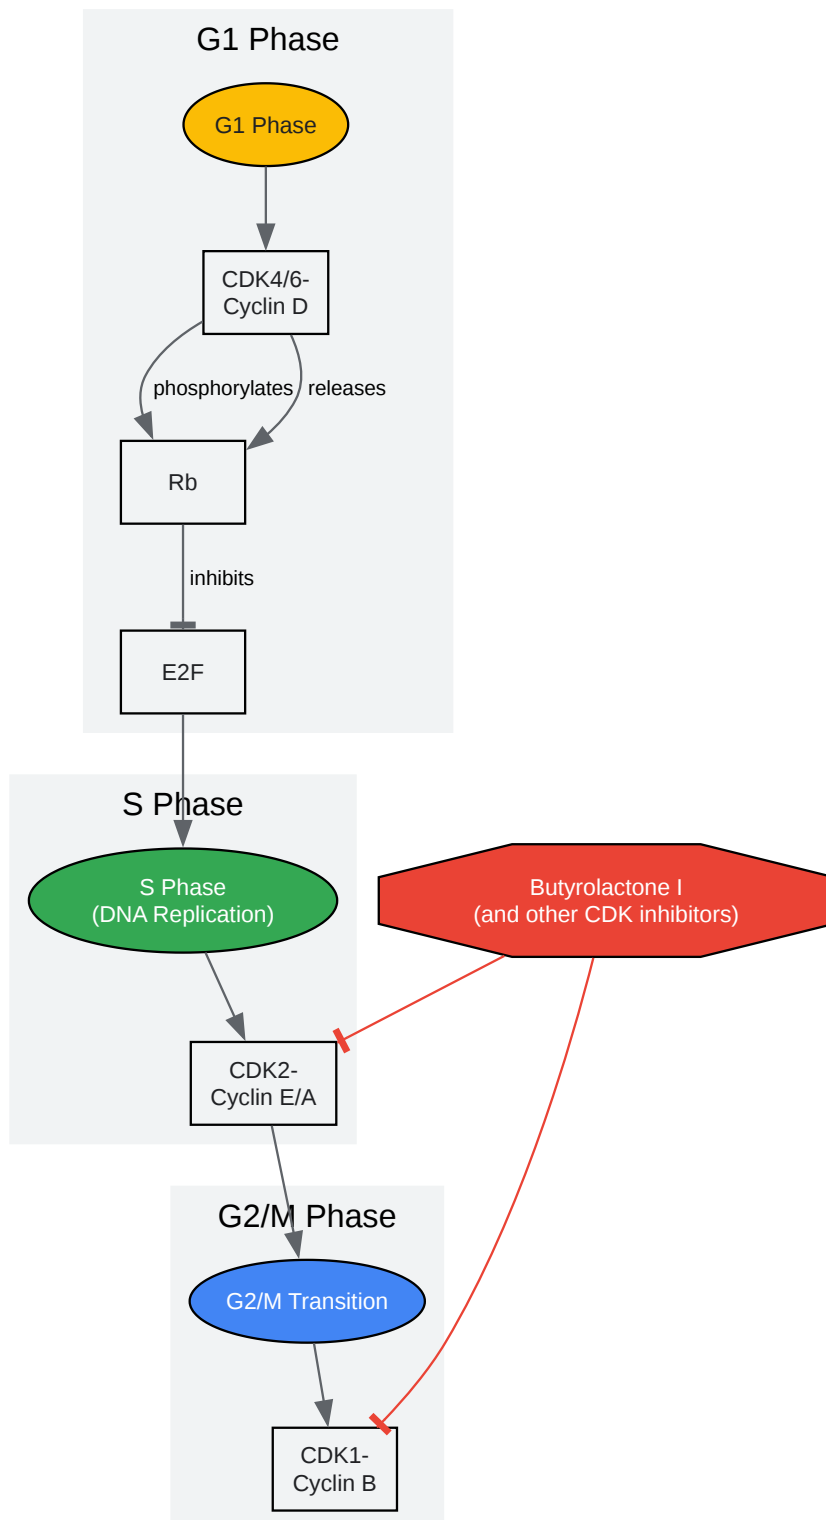 G1 Phase
G1 Phase
CDK4/6-
Cyclin D
phosphorylates
releases
Rb
inhibits
E2F
S Phase
S Phase
(DNA Replication)
Butyrolactone I
(and other CDK inhibitors)
CDK2-
Cyclin E/A
G2/M Phase
G2/M Transition
CDK1-
Cyclin B